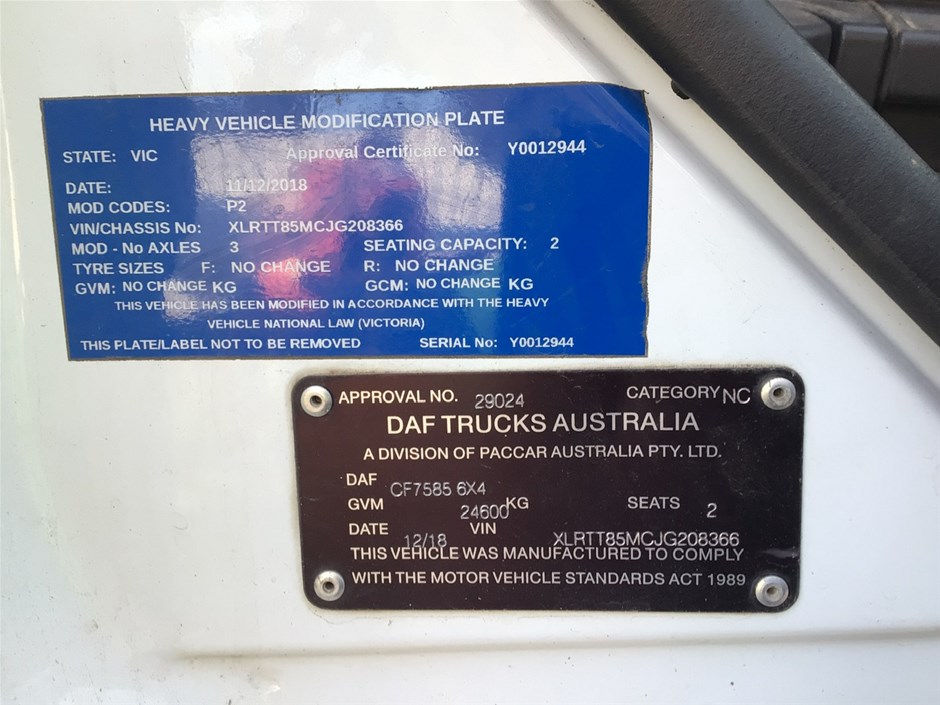 HEAVY VEHICLE MODIFICATION PLATE
STATE: VIC Approval Certificate No: Y0012944
DATE: 11/12/2018
MOD CODES: P2
VIN/CHASSIS No: XLRTT85MCJG208366
MOD - No AXLES 3 SEATING CAPACITY: 2
TYRE SIZES F: NO CHANGE R: NO CHANGE
GVM: NO CHANGE KG GCM: NO CHANGE KG
THIS VEHICLE HAS BEEN MODIFIED IN ACCORDANCE WITH THE HEAVY
VEHICLE NATIONAL LAW (VICTORIA)
THIS PLATE/LABEL NOT TO BE REMOVED SERIAL No: Y0012944
APPROVAL NO. 29024 CATEGORY NC
DAF TRUCKS AUSTRALIA
A DIVISION OF PACCAR AUSTRALIA PTY. LTD.
DAF CF7585 6X4
GVM 24600 KG SEATS 2
DATE 12/18 VIN XLRTT85MCJG208366
THIS VEHICLE WAS MANUFACTURED TO COMPLY
WITH THE MOTOR VEHICLE STANDARDS ACT 1989